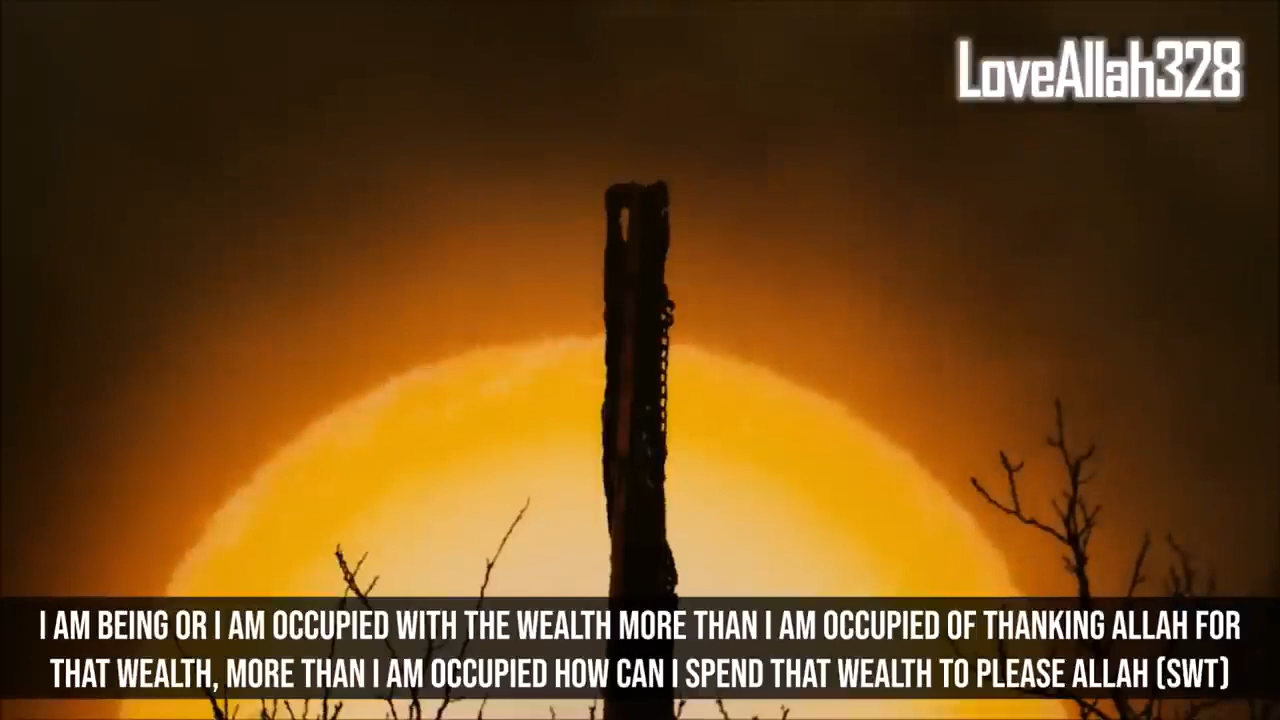 LoveAllah328
I AM BEING OR I AM OCCUPIED WITH THE WEALTH MORE THAN I AM OCCUPIED OF THANKING ALLAH FOR
THAT WEALTH, MORE THAN I AM OCCUPIED HOW CAN I SPEND THAT WEALTH TO PLEASE ALLAH (SWT)